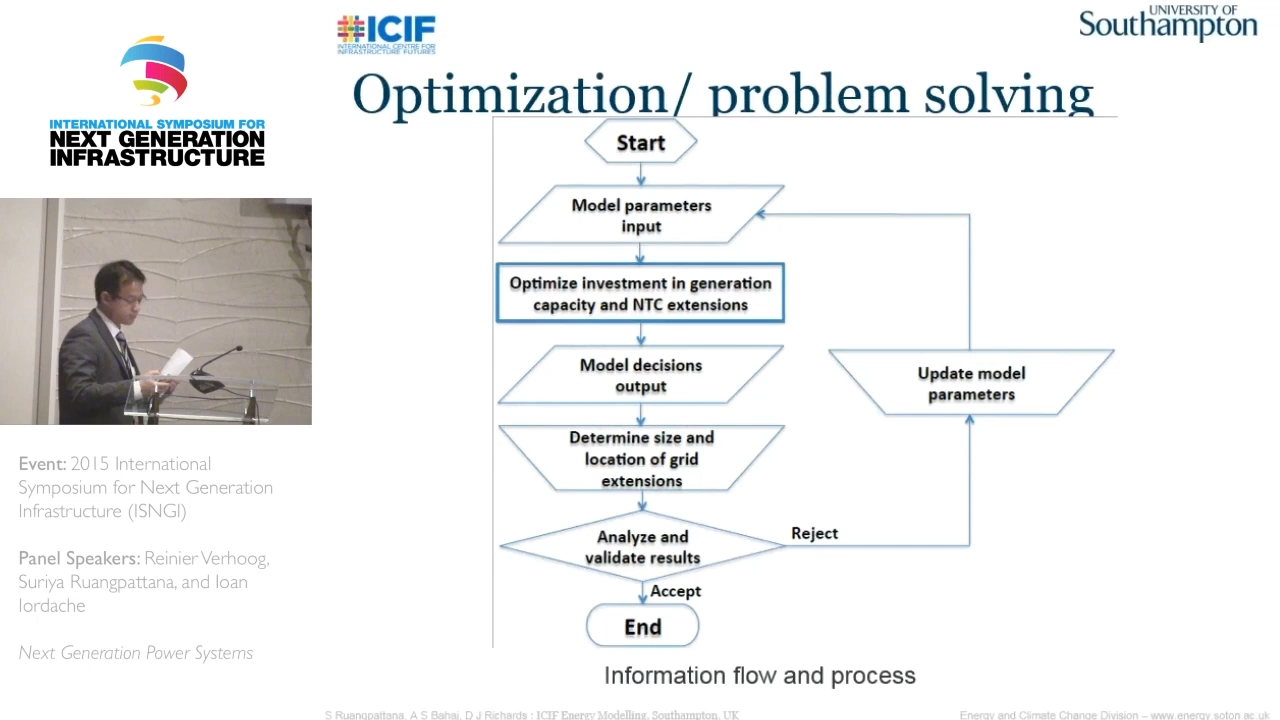 ICIF
INTERNATIONAL CENTRE FOR
INFRASTRUCTURE FUTURES
UNIVERSITY OF
Southampton
INTERNATIONAL SYMPOSIUM FOR
NEXT GENERATION
INFRASTRUCTURE
Optimization/ problem solving
Start
Model parameters
input
Optimize investment in generation
capacity and NTC extensions
Model decisions
output
Update model
parameters
Determine size and
location of grid
extensions
Analyze and
validate results
Reject
Accept
End
Information flow and process
Event: 2015 International
Symposium for Next Generation
Infrastructure (ISNGI)
Panel Speakers: Reinier Verhoog,
Suriya Ruangpattana, and Ioan
Iordache
Next Generation Power Systems
S Ruangpattana, A S Bahaj, D J Richards : ICIF Energy Modelling, Southampton, UK
Energy and Climate Change Division – www.energy.soton.ac.uk